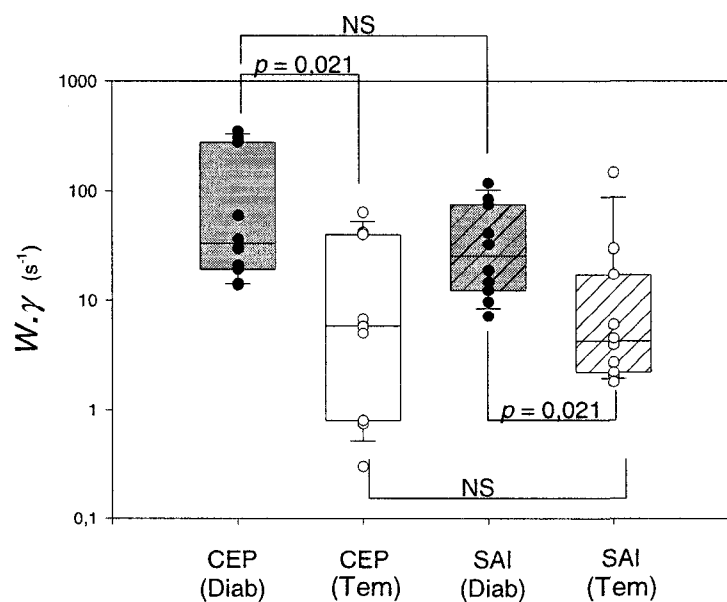 NS
p = 0,021
1000
100
10
1
0,1
W.γ (s⁻¹)
p = 0,021
NS
CEP
(Diab)
CEP
(Tem)
SAI
(Diab)
SAI
(Tem)